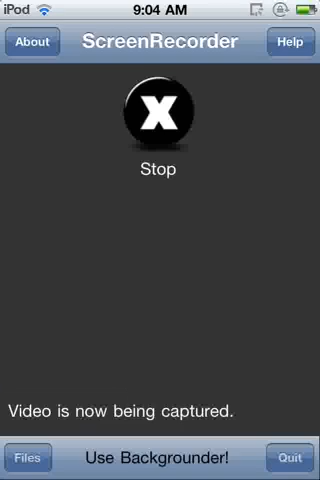 iPod 9:04 AM
About ScreenRecorder Help
X
Stop
Video is now being captured.
Files Use Backgrounder! Quit